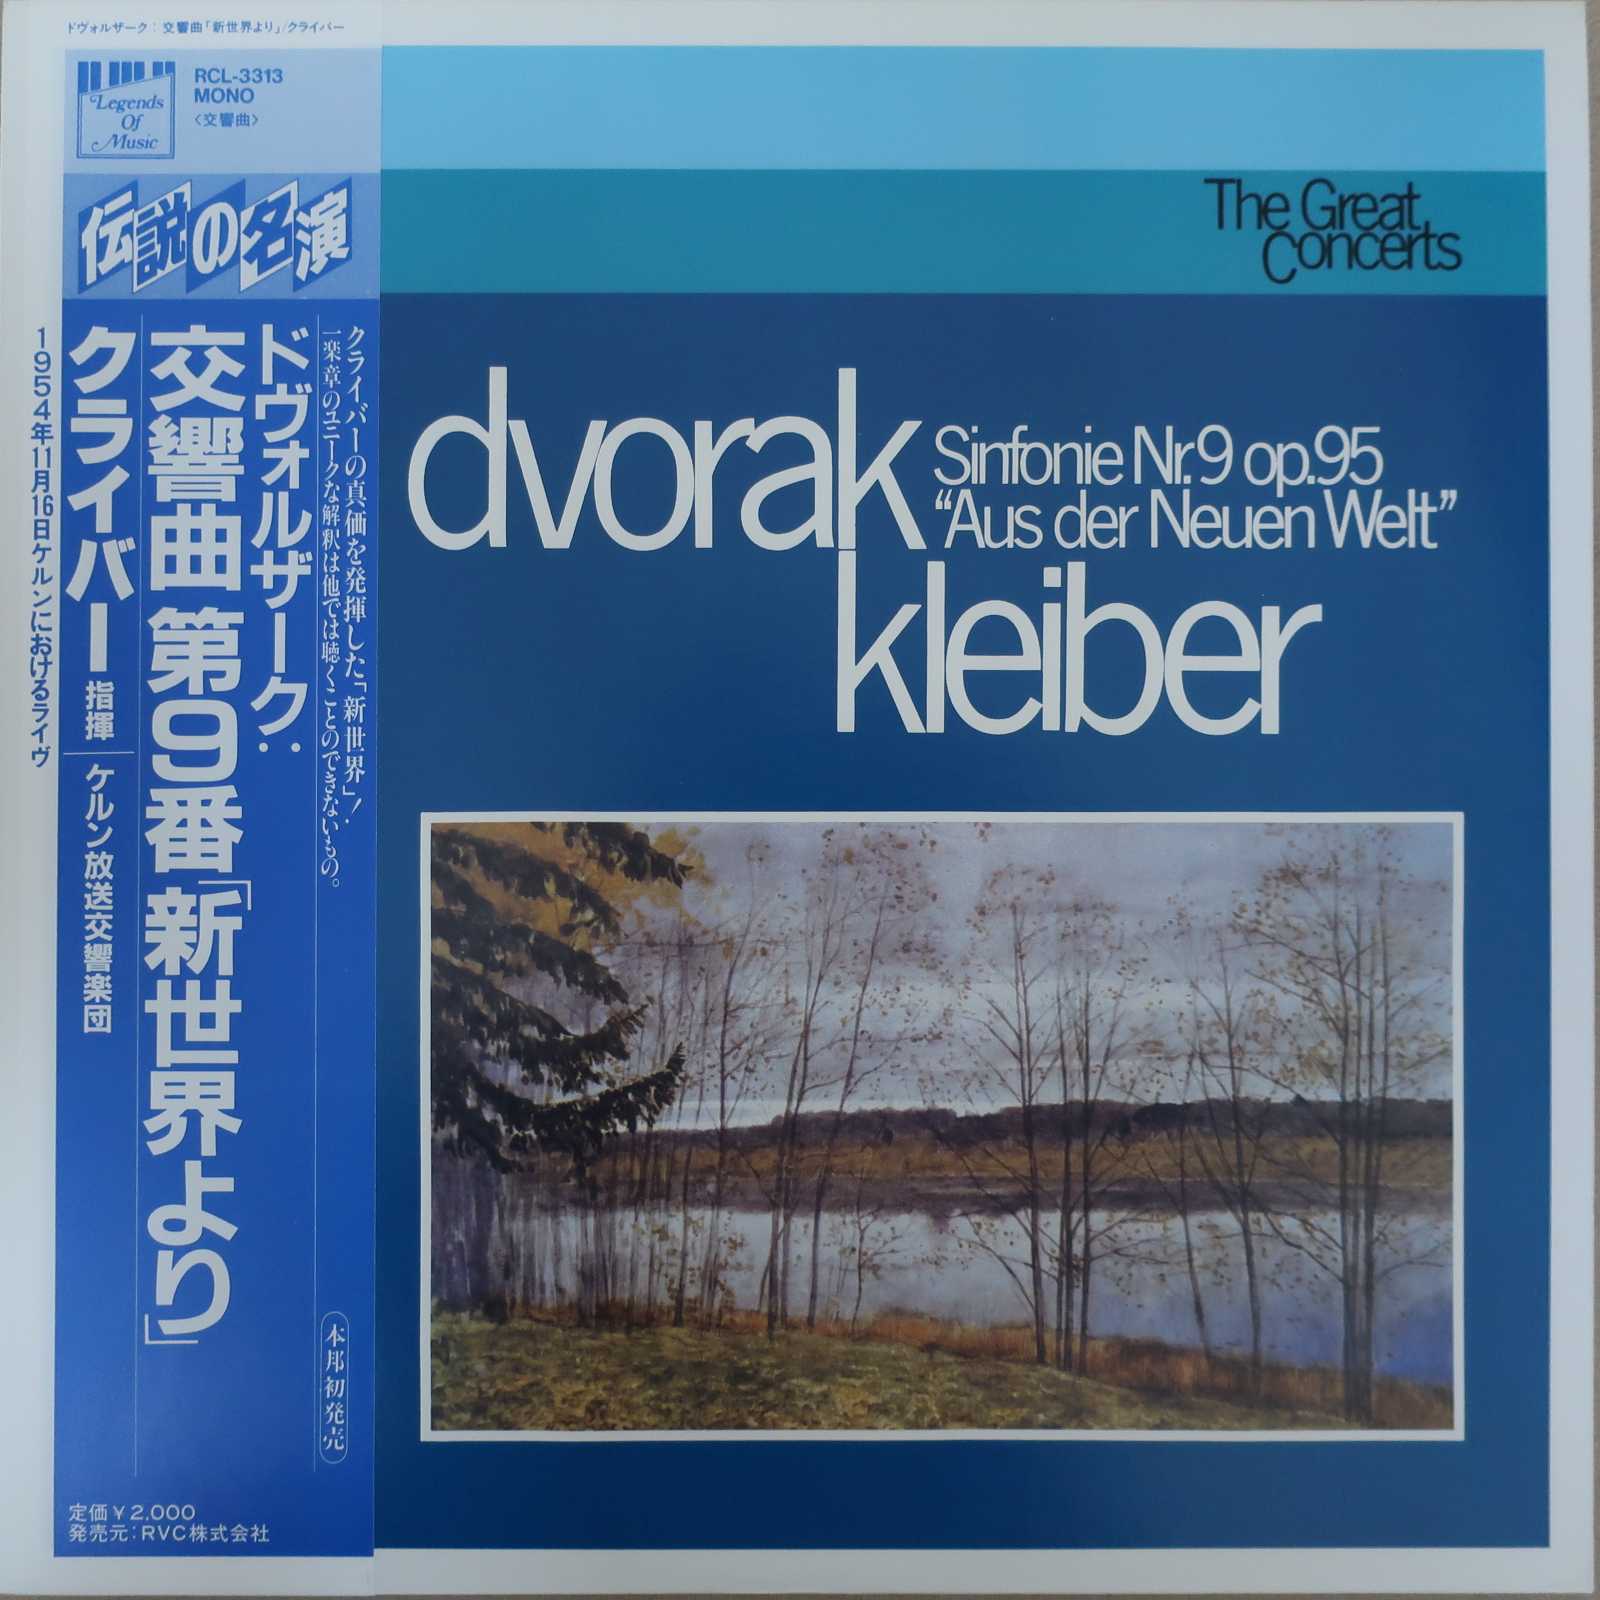 ドヴォルザーク：交響曲「新世界より」/クライバー
Legends
Of
Music
RCL-3313
MONO
〈交響曲〉
伝説の名演
クライバーの真価を発揮した「新世界」！
一楽章のユニークな解釈は他では聴くことのできないもの。
本邦初発売
ドヴォルザーク：
交響曲 第9番「新世界より」
クライバー 指揮
ケルン放送交響楽団
1954年11月16日ケルンにおけるライヴ
定価￥2,000
発売元：RVC株式会社
The Great
Concerts
dvorak
Sinfonie Nr.9 op.95
“Aus der Neuen Welt”
kleiber